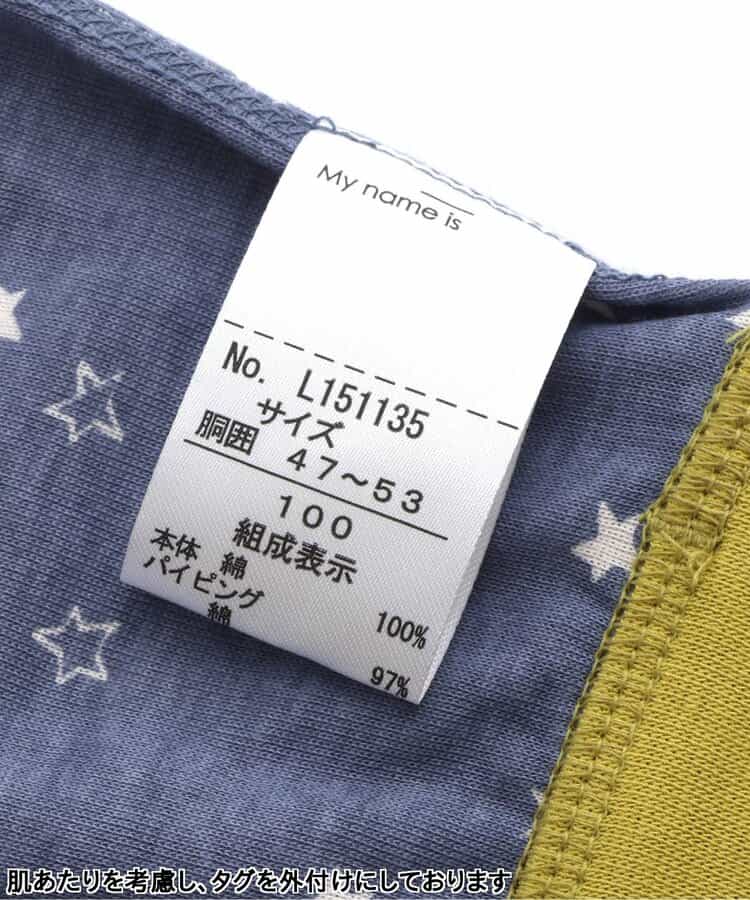 My name is
No. L151135
サイズ
胴囲 47～53
100
組成表示
本体 綿 100%
パイピング
綿 97%
肌あたりを考慮し、タグを外付けにしております